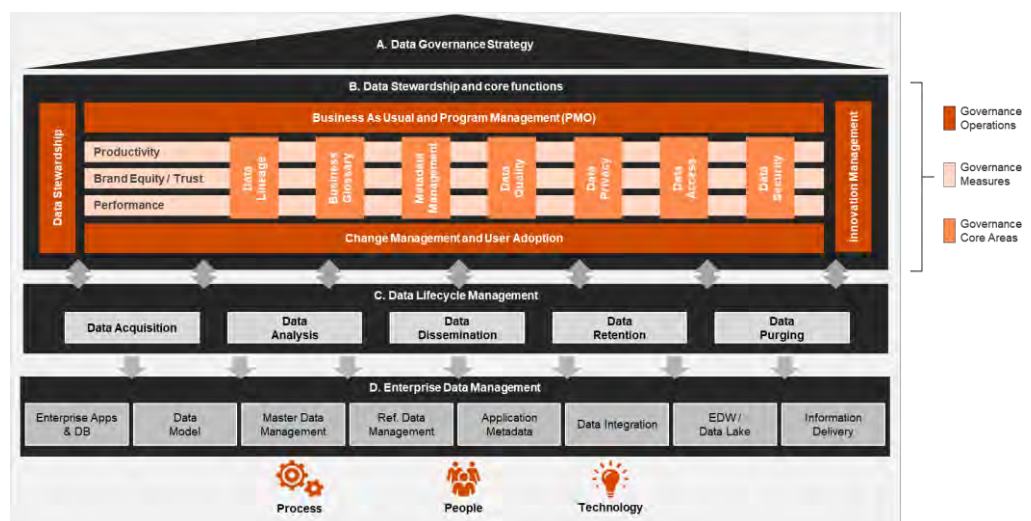 A. Data Governance Strategy
B. Data Stewardship and core functions
Data Stewardship
Business As Usual and Program Management (PMO)
Productivity
Brand Equity / Trust
Performance
Data
Lineage
Business
Glossary
Metadata
Management
Data
Quality
Data
Privacy
Data
Access
Data
Security
Change Management and User Adoption
innovation Management
Governance
Operations
Governance
Measures
Governance
Core Areas
C. Data Lifecycle Management
Data Acquisition
Data
Analysis
Data
Dissemination
Data
Retention
Data
Purging
D. Enterprise Data Management
Enterprise Apps
& DB
Data
Model
Master Data
Management
Ref. Data
Management
Application
Metadata
Data Integration
EDW /
Data Lake
Information
Delivery
Process
People
Technology